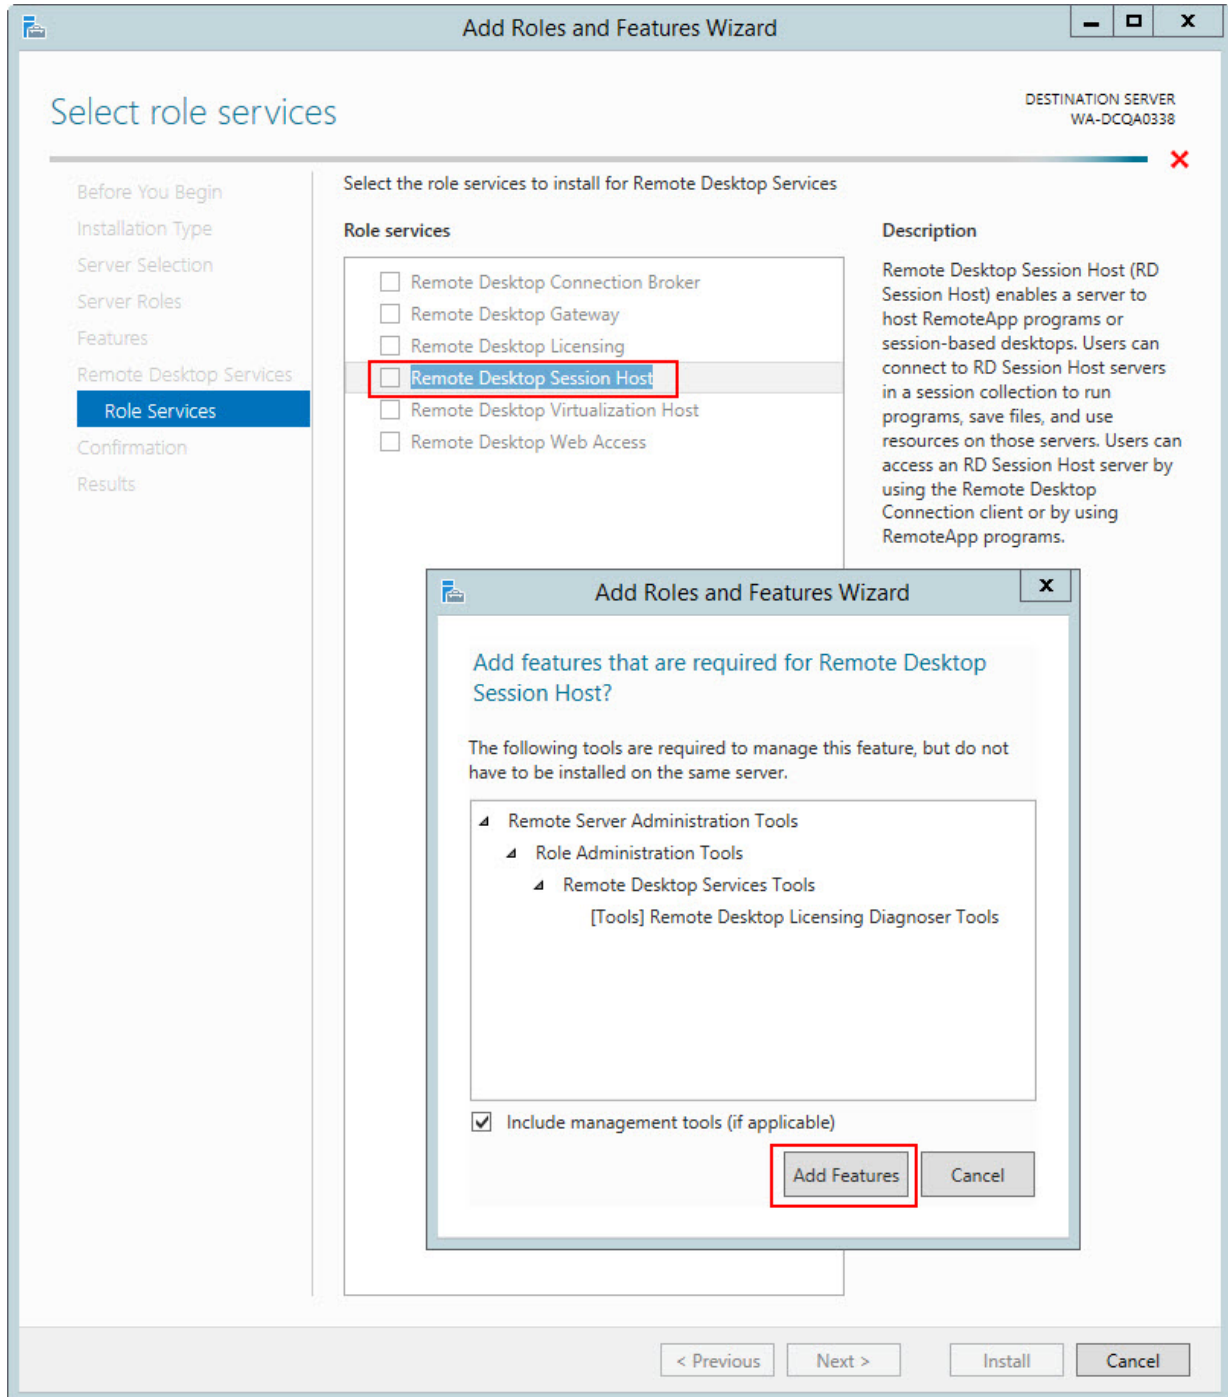 Add Roles and Features Wizard
Select role services
DESTINATION SERVER
WA-DCQA0338
Before You Begin
Installation Type
Server Selection
Server Roles
Features
Remote Desktop Services
Role Services
Confirmation
Results
Select the role services to install for Remote Desktop Services
Role services
Remote Desktop Connection Broker
Remote Desktop Gateway
Remote Desktop Licensing
Remote Desktop Session Host
Remote Desktop Virtualization Host
Remote Desktop Web Access
Description
Remote Desktop Session Host (RD
Session Host) enables a server to
host RemoteApp programs or
session-based desktops. Users can
connect to RD Session Host servers
in a session collection to run
programs, save files, and use
resources on those servers. Users can
access an RD Session Host server by
using the Remote Desktop
Connection client or by using
RemoteApp programs.
Add Roles and Features Wizard
Add features that are required for Remote Desktop
Session Host?
The following tools are required to manage this feature, but do not
have to be installed on the same server.
Remote Server Administration Tools
Role Administration Tools
Remote Desktop Services Tools
[Tools] Remote Desktop Licensing Diagnoser Tools
Include management tools (if applicable)
Add Features
Cancel
< Previous
Next >
Install
Cancel